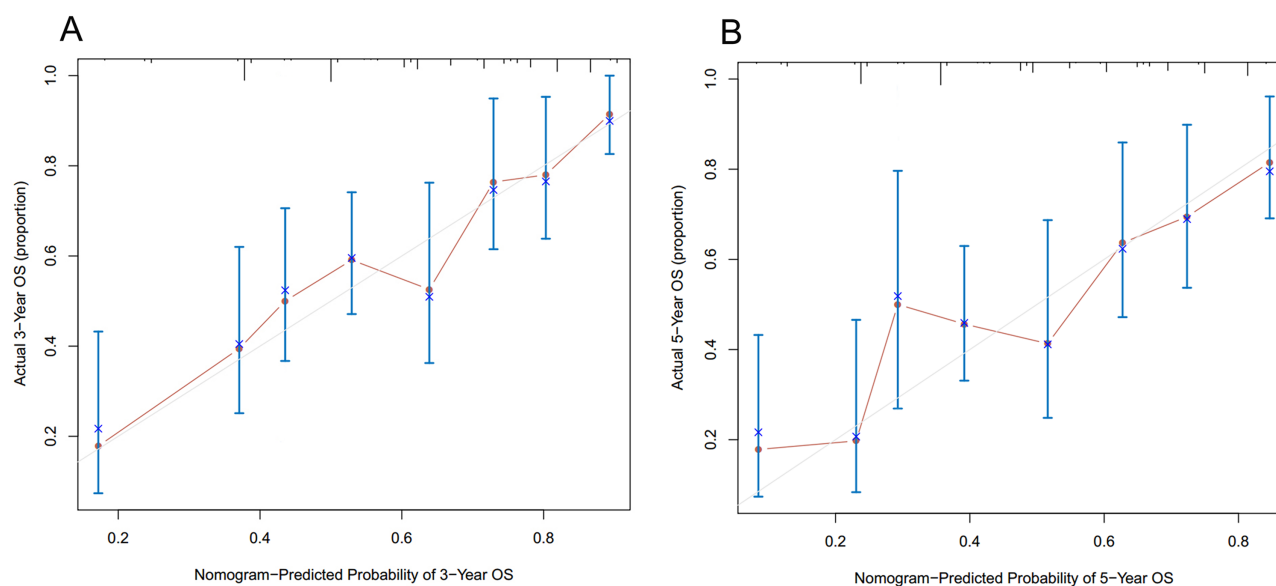 A
Actual 3−Year OS (proportion)
1.0
0.8
0.6
0.4
0.2
0.2 0.4 0.6 0.8
Nomogram−Predicted Probability of 3−Year OS
B
Actual 5−Year OS (proportion)
1.0
0.8
0.6
0.4
0.2
0.2 0.4 0.6 0.8
Nomogram−Predicted Probability of 5−Year OS